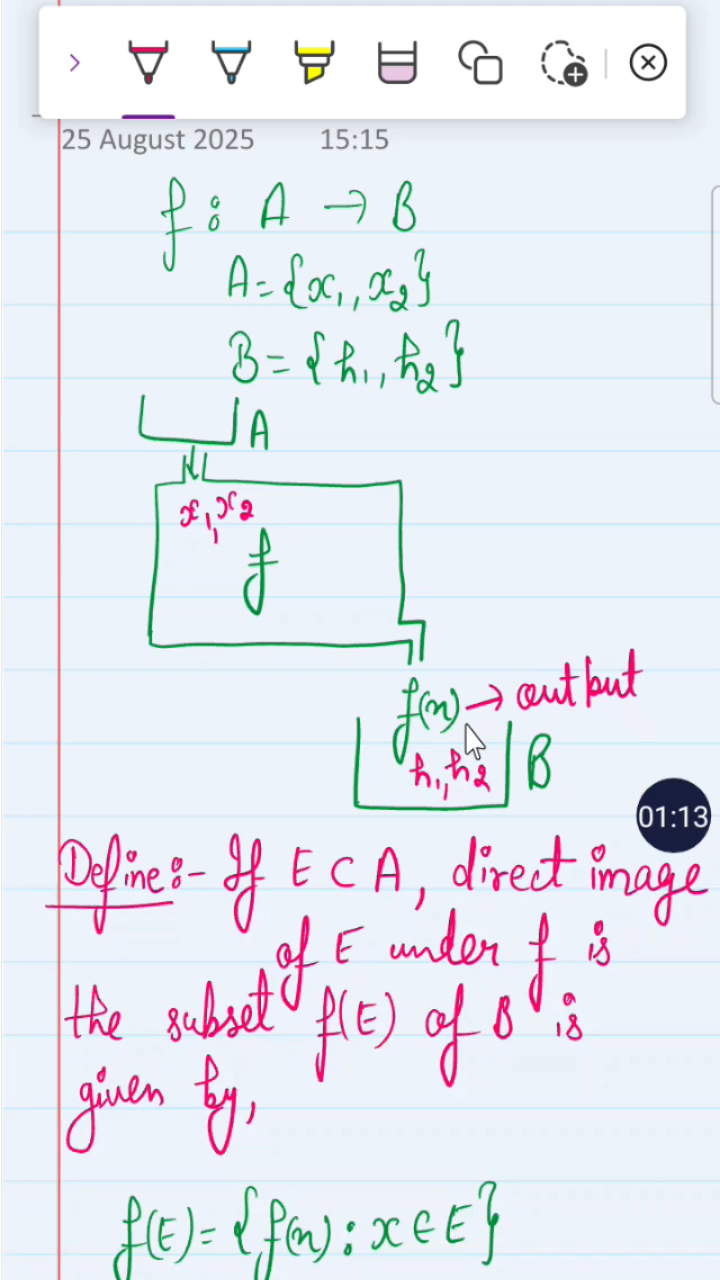 25 August 2025 15:15
f: A → B
A = {x₁, x₂}
B = {h₁, h₂}
A
x₁, x₂
f
f(x) → output
h₁, h₂
B
01:13
Define:- If E ⊂ A, direct image
of E under f is
the subset f(E) of B is
given by,
f(E) = {f(x) : x ∈ E}